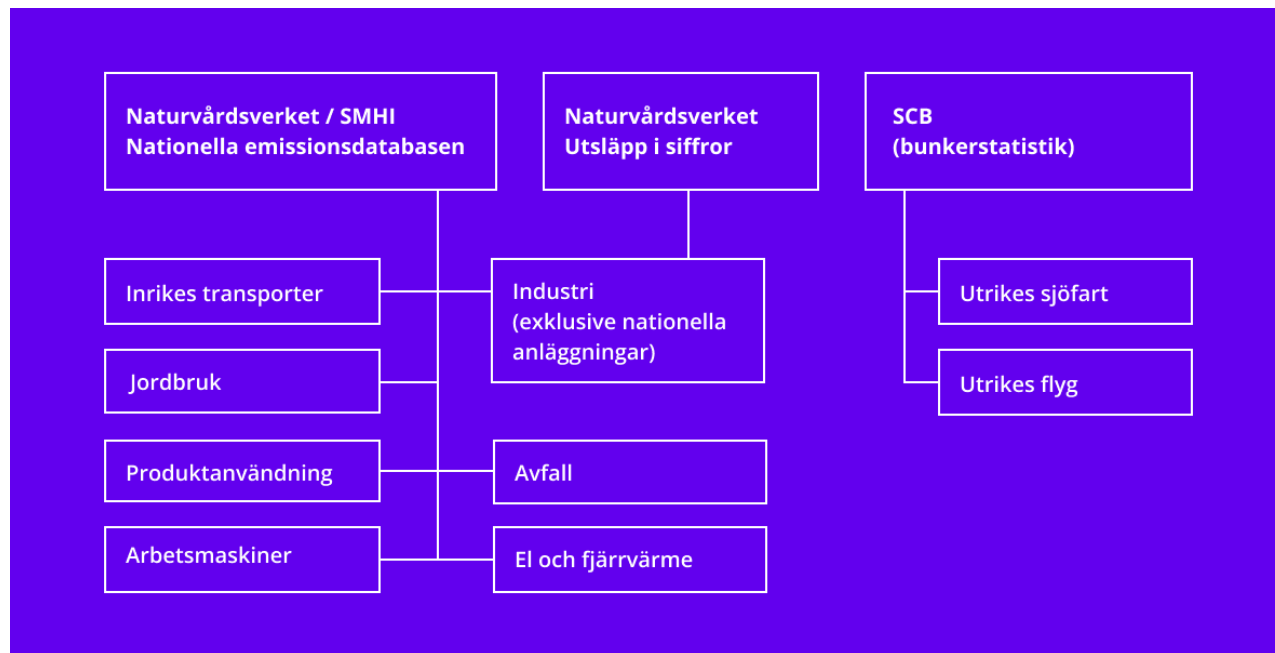 Naturvårdsverket / SMHI
Nationella emissionsdatabasen
Naturvårdsverket
Utsläpp i siffror
SCB
(bunkerstatistik)
Inrikes transporter
Industri
(exklusive nationella
anläggningar)
Utrikes sjöfart
Jordbruk
Utrikes flyg
Produktanvändning
Avfall
Arbetsmaskiner
El och fjärrvärme